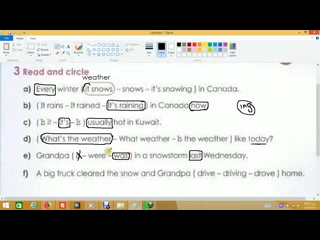 3 Read and circle
weather
a) Every winter ( it snows – snows – it's snowing ) in Canada.
b) ( It rains – It rained – It's raining ) in Canada now.
ing
c) ( Is it – It's – Is ) usually hot in Kuwait.
d) ( What's the weather – What weather – Is the weather ) like today?
e) Grandpa ( – were – was ) in a snowstorm last Wednesday.
f) A big truck cleared the snow and Grandpa ( drive – driving – drove ) home.